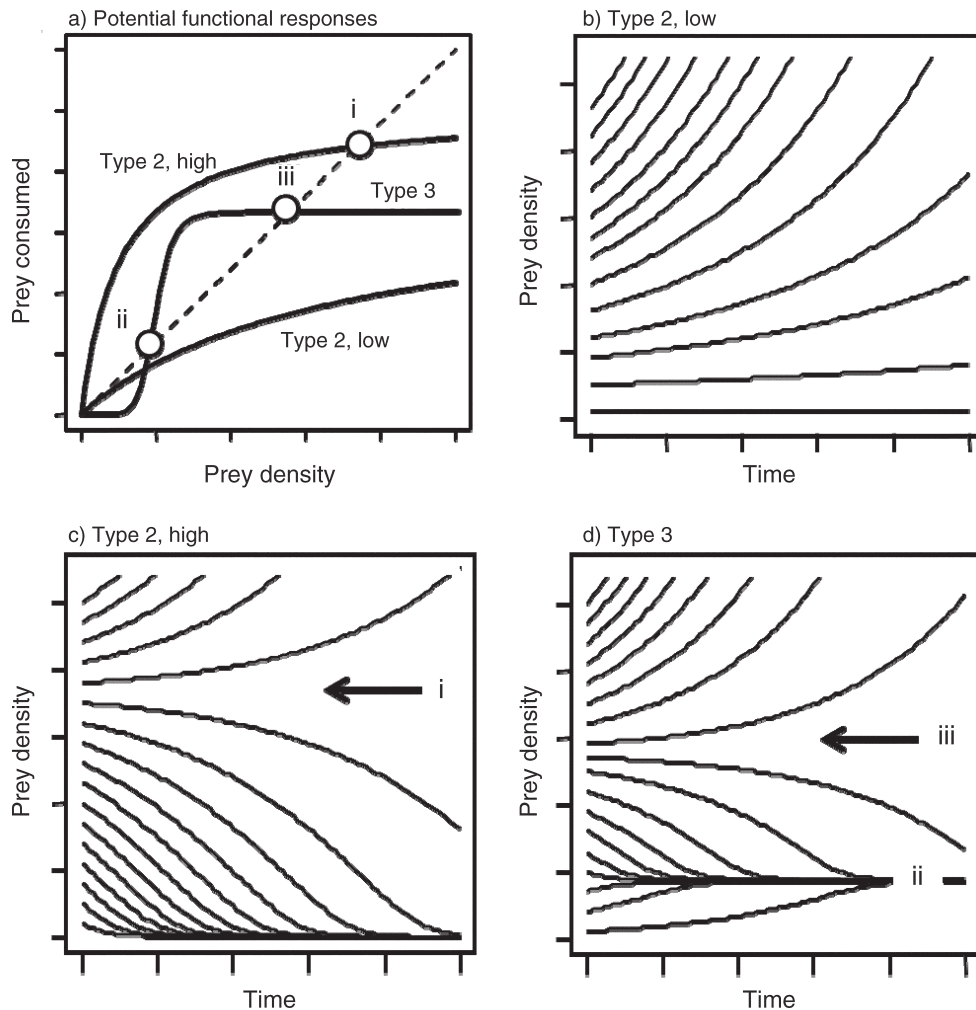 a) Potential functional responses
Prey consumed
Type 2, high
i
iii
Type 3
ii
Type 2, low
Prey density
b) Type 2, low
Prey density
Time
c) Type 2, high
Prey density
i
Time
d) Type 3
Prey density
iii
ii
Time